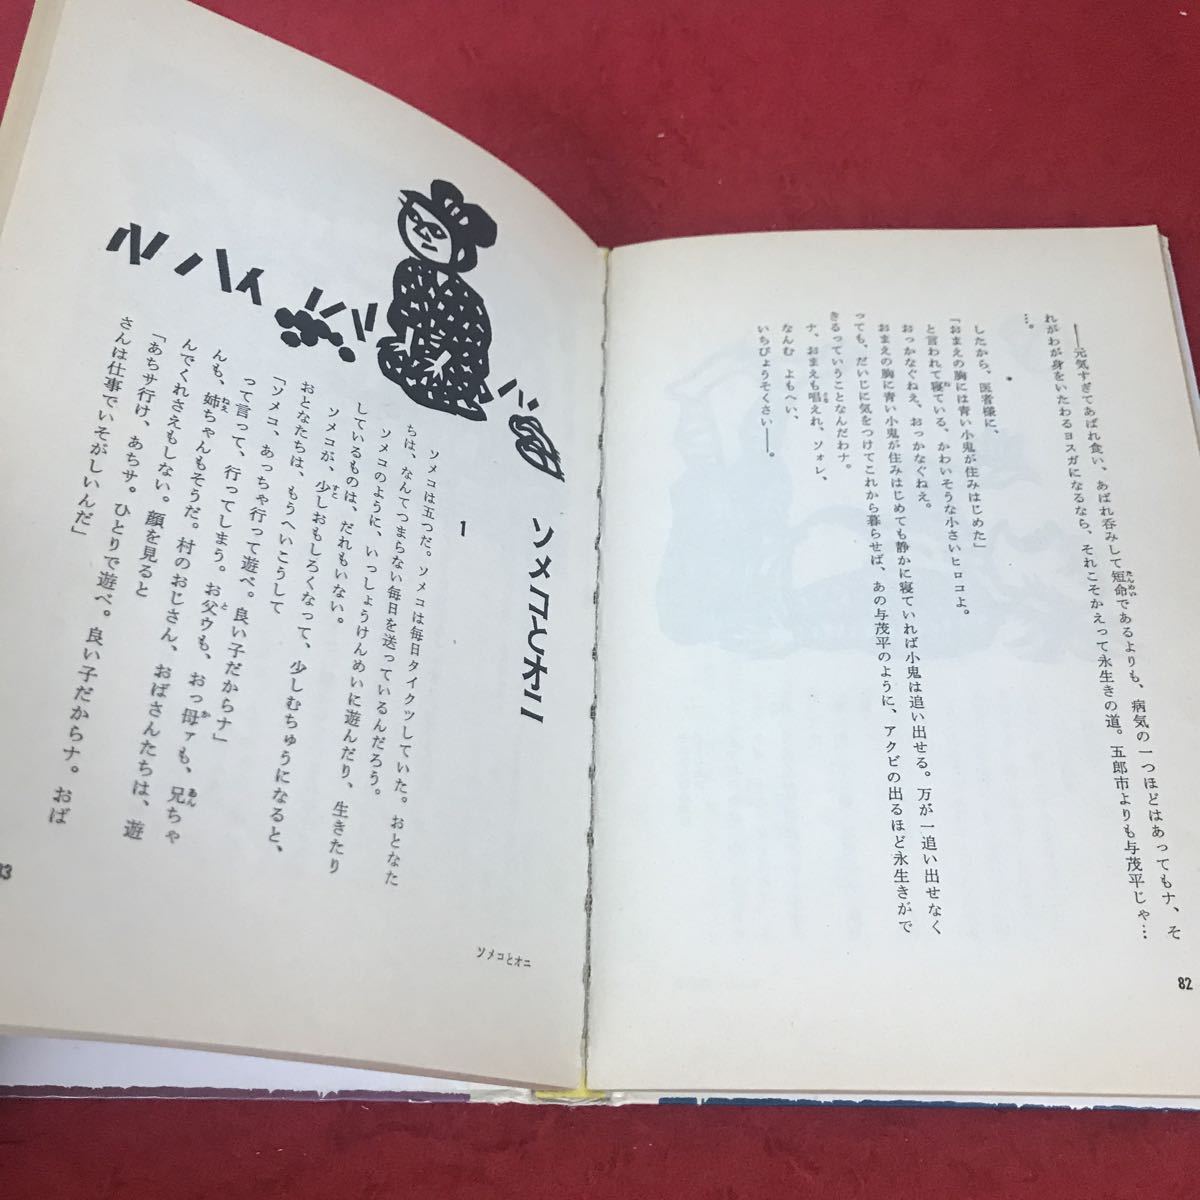 ――元気すぎてあばれ食い、あばれ呑みして短命であるよりも、病気の一つほどはあってもナ、そ
れがわが身をいたわるヨスガになるなら、それこそかえって永生きの道。五郎市よりも与茂平じゃ…
…。
したから、医者様に、
「おまえの胸には青い小鬼が住みはじめた」
と言われて寝ている、かわいそうな小さいヒロコよ。
おっかなぐねえ、おっかなぐねえ。
おまえの胸に青い小鬼が住みはじめても静かに寝ていれば小鬼は追い出せる。万が一追い出せなく
っても、だいじに気をつけてこれから暮らせば、あの与茂平のように、アクビの出るほど永生きがで
きるっていうことなんだわナ。
ナ、おまえも唱えれ、ソォレ、
なんむ よもへい、
いちびょうそくさい――。
82
ソメコとオニ
1
ソメコは五つだ。ソメコは毎日タイクツしていた。おとなた
ちは、なんてつまらない毎日を送っているんだろう。
ソメコのように、いっしょうけんめいに遊んだり、生きたり
しているものは、だれもいない。
ソメコが、少しおもしろくなって、少しむちゅうになると、
おとなたちは、もうへいこうして
「ソメコ、あっちゃ行って遊べ。良い子だからナ」
って言って、行ってしまう。お父ウも、おっ母ァも、兄ちゃ
んも、姉ちゃんもそうだ。村のおじさん、おばさんたちは、遊
んでくれさえもしない。顔を見ると
「あちサ行け、あちサ。ひとりで遊べ。良い子だからナ。おば
さんは仕事でいそがしいんだ」
ソメコとオニ
83